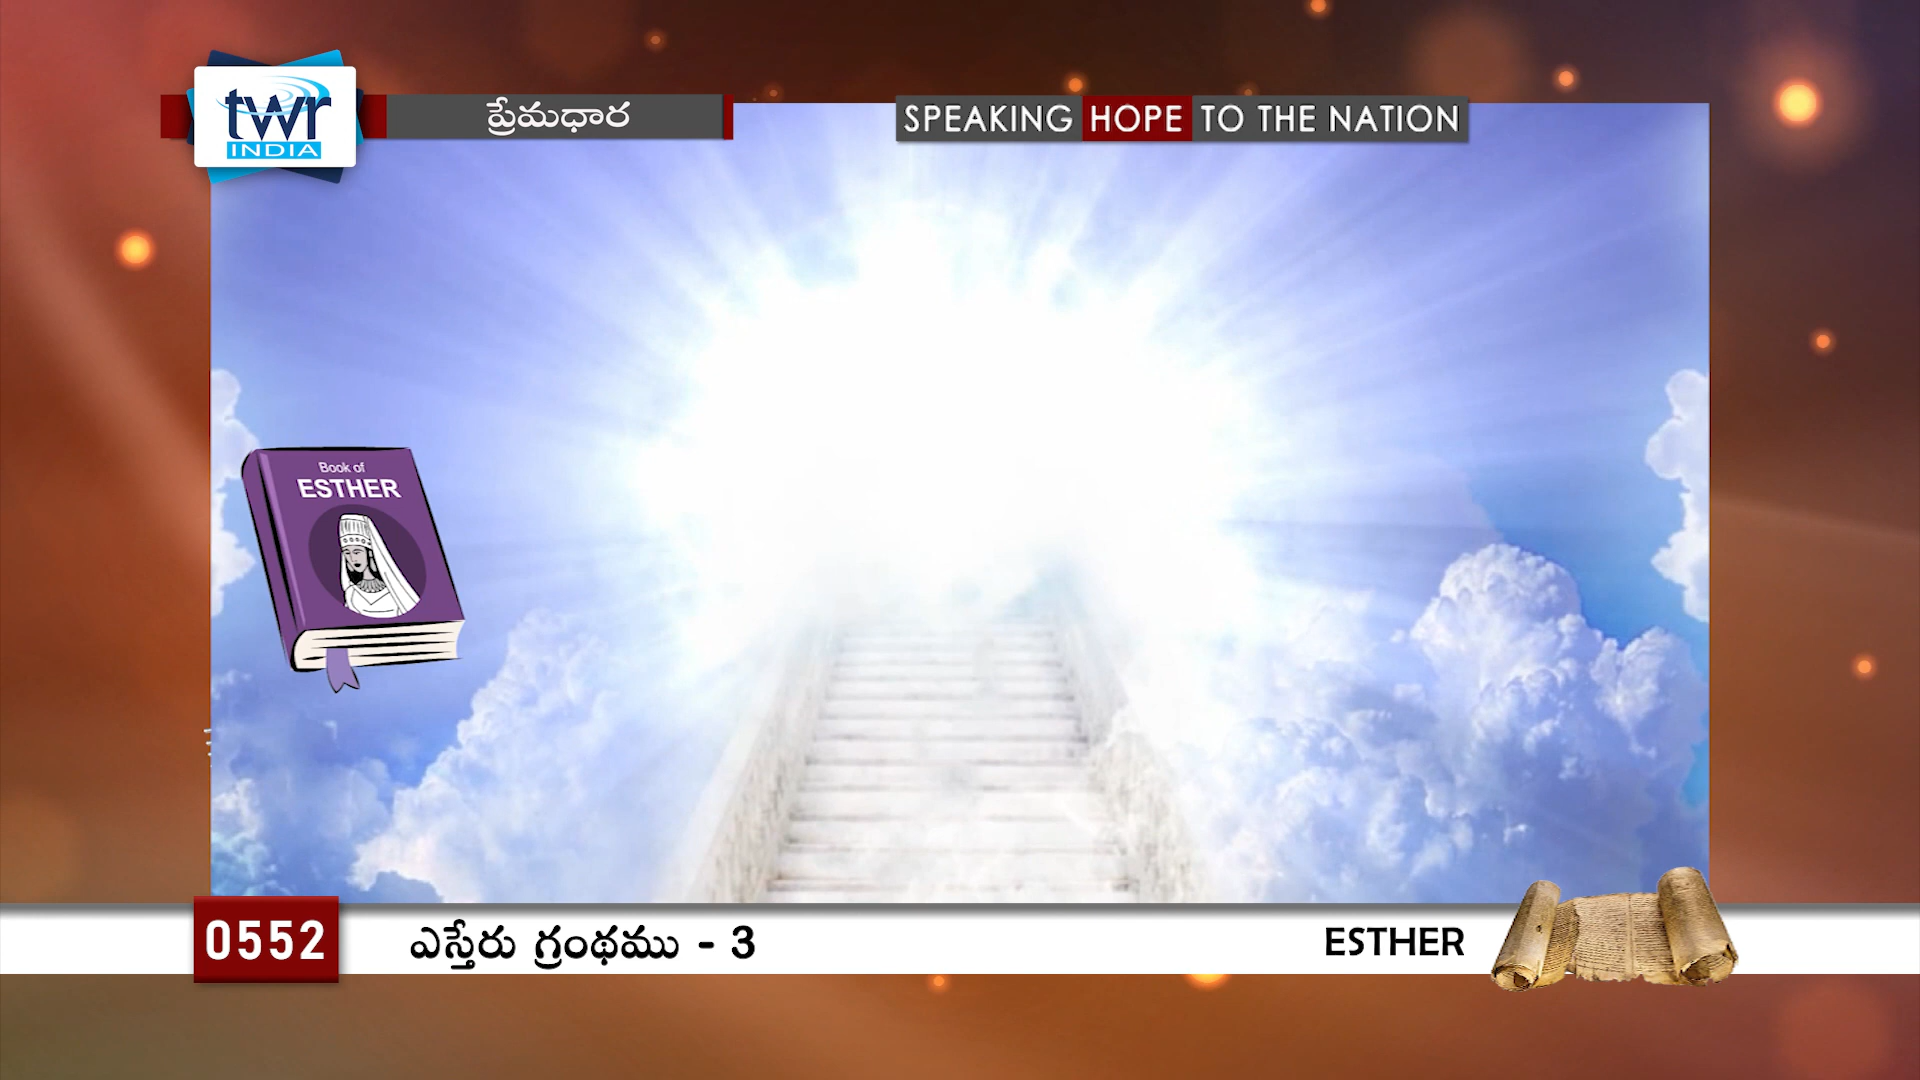 twr
INDIA
ప్రేమధార
SPEAKING HOPE TO THE NATION
Book of
ESTHER
0552
ఎస్తేరు గ్రంథము - 3
ESTHER